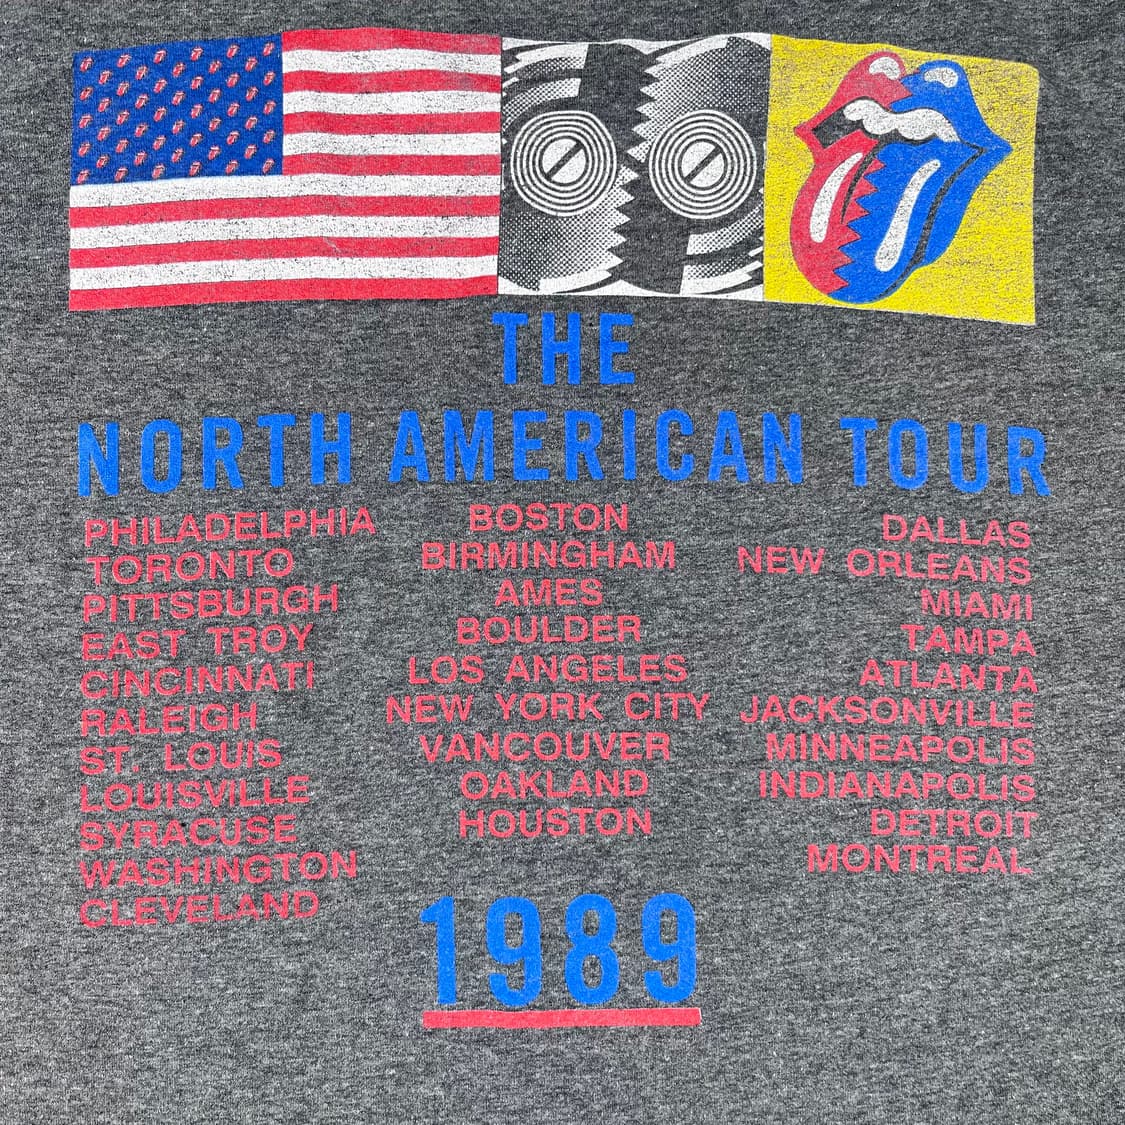 THE
NORTH AMERICAN TOUR
PHILADELPHIA
TORONTO
PITTSBURGH
EAST TROY
CINCINNATI
RALEIGH
ST. LOUIS
LOUISVILLE
SYRACUSE
WASHINGTON
CLEVELAND
BOSTON
BIRMINGHAM
AMES
BOULDER
LOS ANGELES
NEW YORK CITY
VANCOUVER
OAKLAND
HOUSTON
DALLAS
NEW ORLEANS
MIAMI
TAMPA
ATLANTA
JACKSONVILLE
MINNEAPOLIS
INDIANAPOLIS
DETROIT
MONTREAL
1989